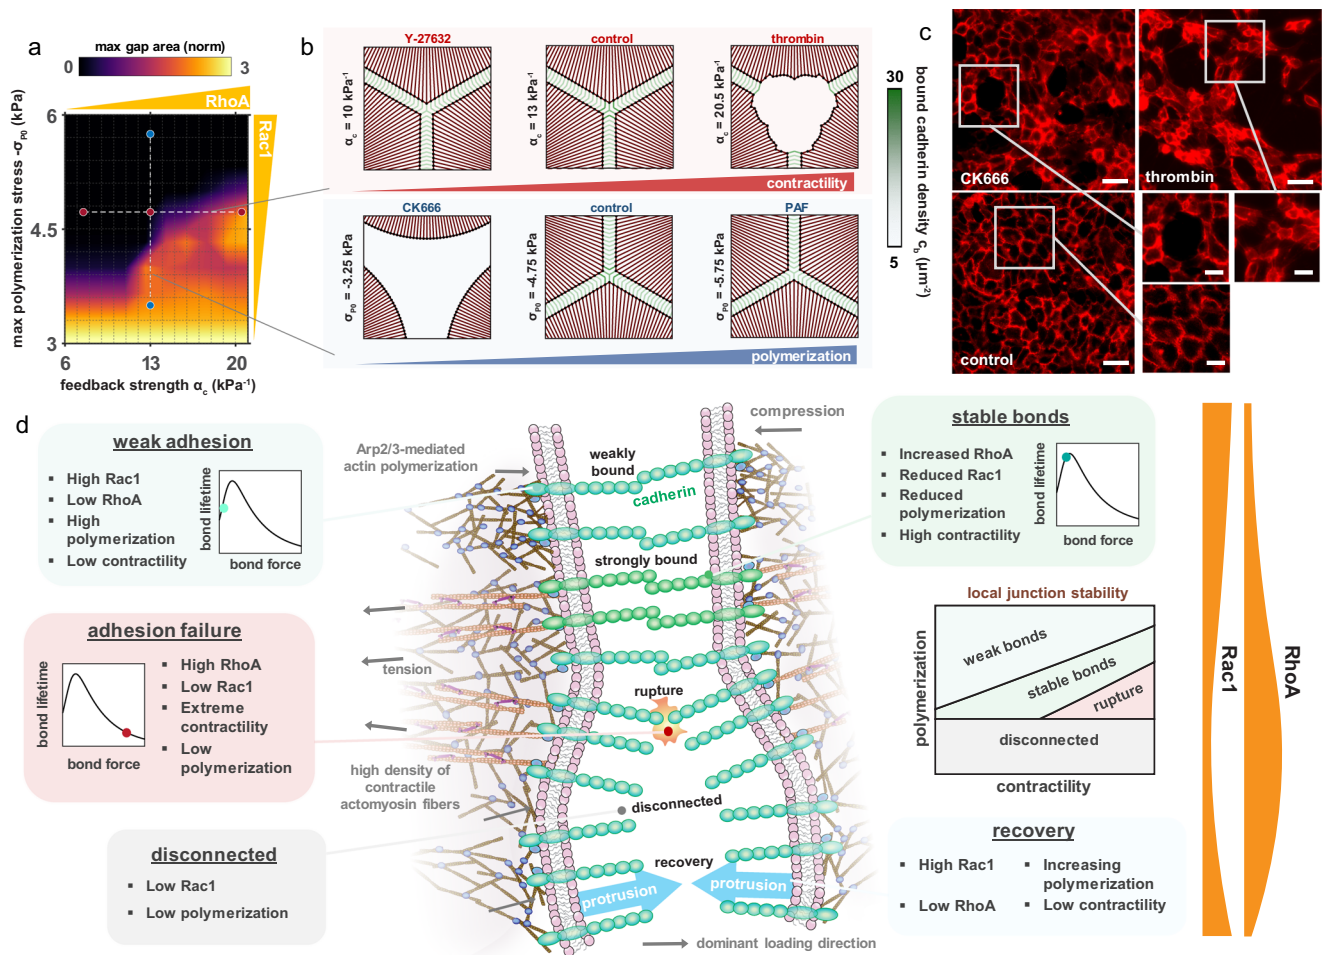 a
max gap area (norm)
0
3
RhoA
Rac1
max polymerization stress -σP0 (kPa)
6
4.5
3
6
13
20
feedback strength αc (kPa-1)
b
Y-27632
control
thrombin
αc = 10 kPa-1
αc = 13 kPa-1
αc = 20.5 kPa-1
contractility
CK666
control
PAF
σP0 = -3.25 kPa
σP0 = -4.75 kPa
σP0 = -5.75 kPa
polymerization
30
5
bound cadherin density cb (μm-2)
c
CK666
thrombin
control
d
weak adhesion
▪ High Rac1
▪ Low RhoA
▪ High
polymerization
▪ Low contractility
bond lifetime
bond force
adhesion failure
bond lifetime
bond force
▪ High RhoA
▪ Low Rac1
▪ Extreme
contractility
▪ Low
polymerization
disconnected
▪ Low Rac1
▪ Low polymerization
Arp2/3-mediated
actin polymerization
compression
weakly
bound
cadherin
strongly bound
tension
rupture
high density of
contractile
actomyosin fibers
disconnected
recovery
protrusion
protrusion
dominant loading direction
stable bonds
▪ Increased RhoA
▪ Reduced Rac1
▪ Reduced
polymerization
▪ High contractility
bond lifetime
bond force
local junction stability
polymerization
weak bonds
stable bonds
rupture
disconnected
contractility
recovery
▪ High Rac1
▪ Low RhoA
▪ Increasing
polymerization
▪ Low contractility
Rac1
RhoA